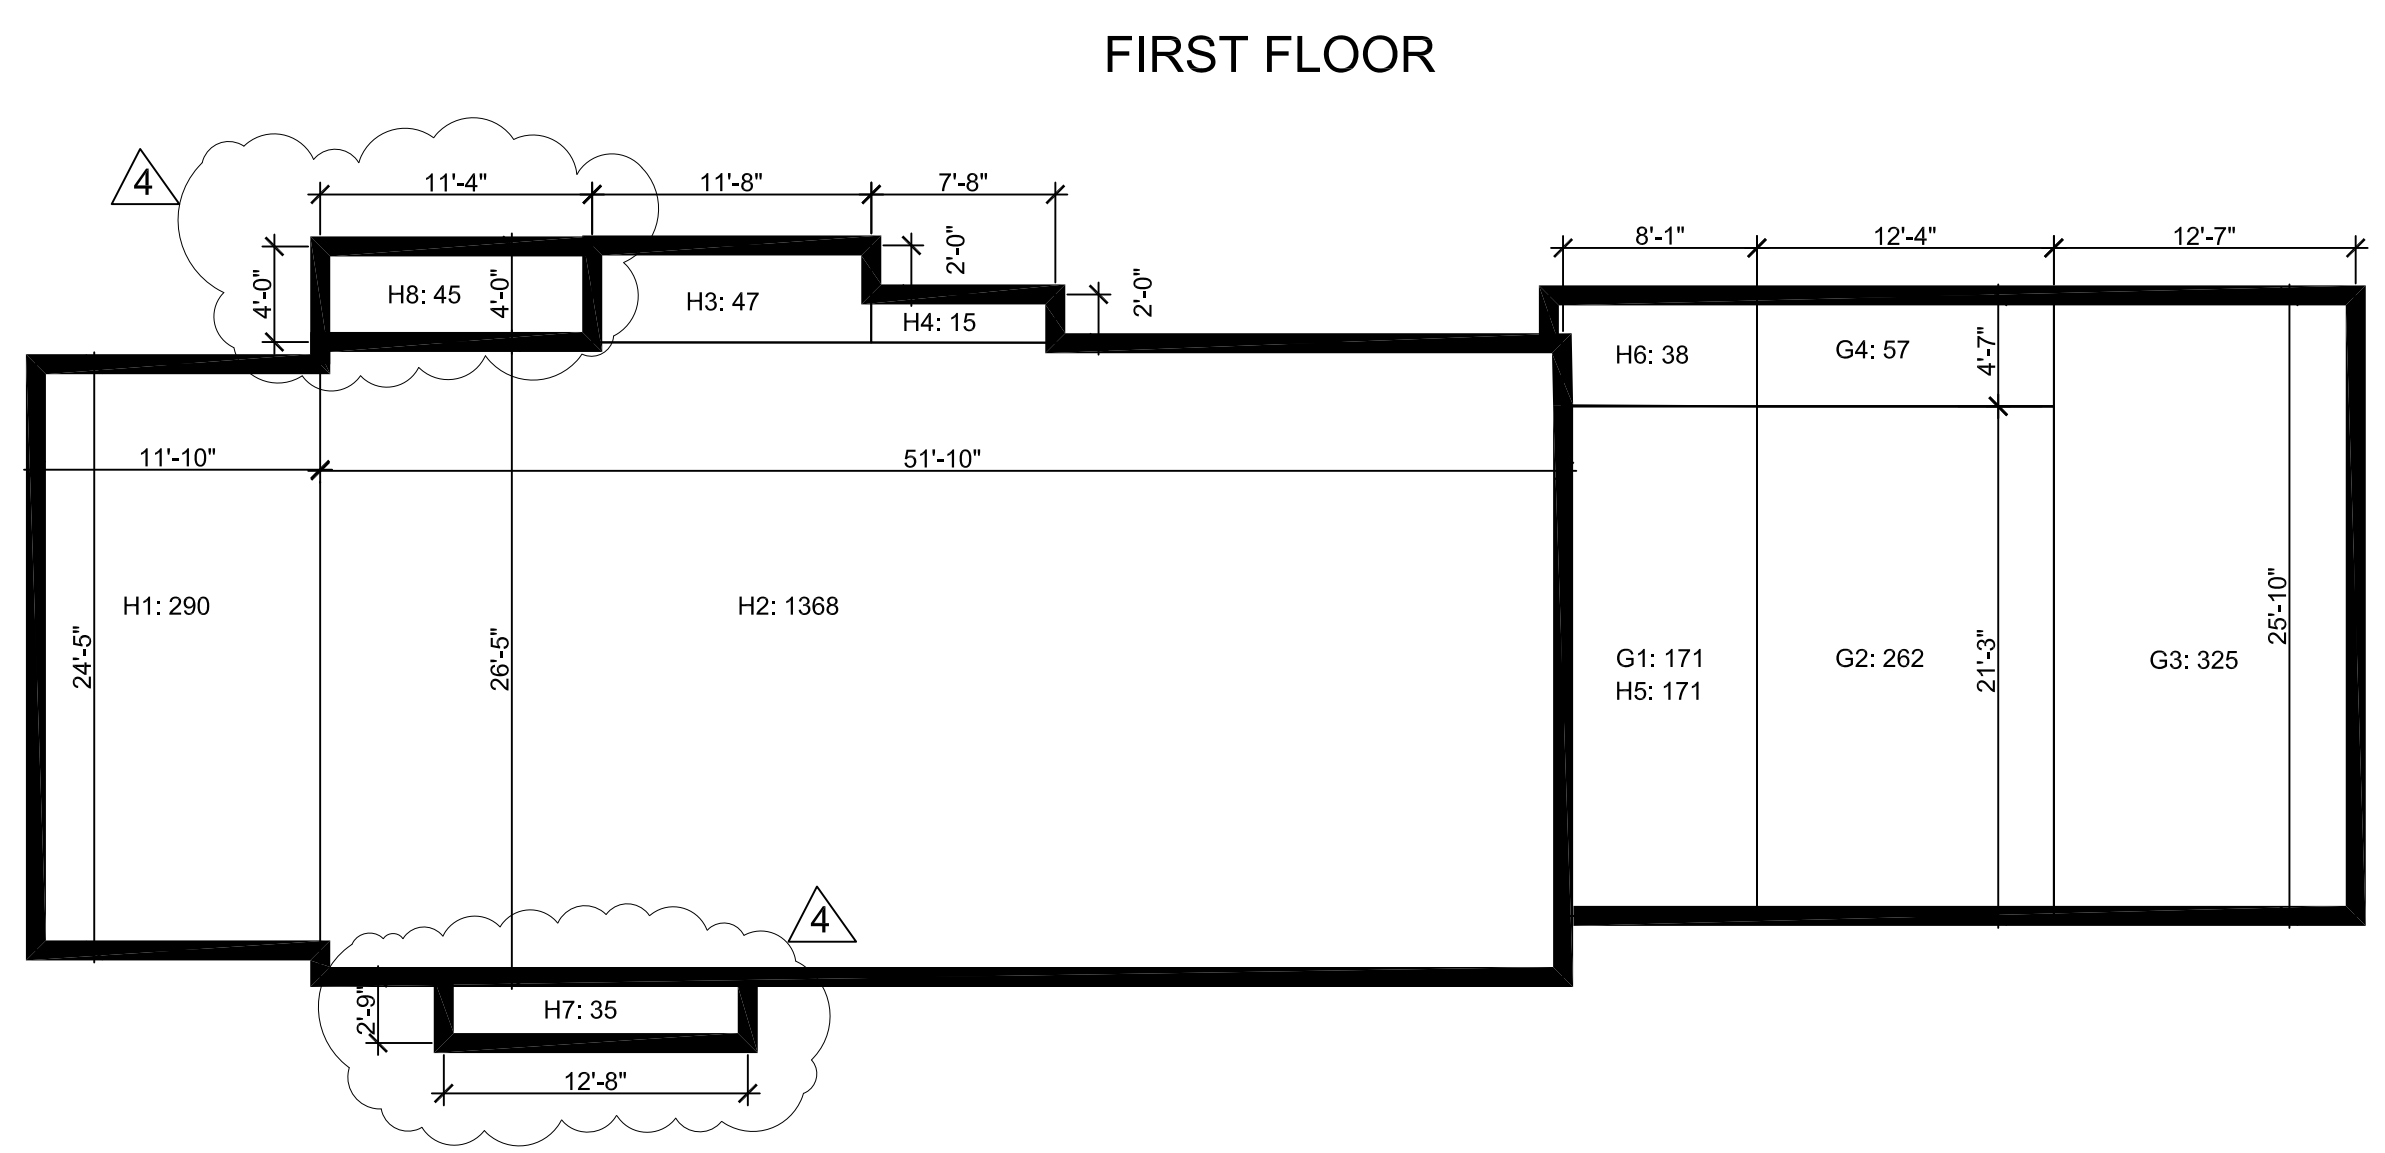 FIRST FLOOR
4
11'-4"
11'-8"
7'-8"
8'-1"
12'-4"
12'-7"
4'-0"
H8: 45
4'-0"
H3: 47
2'-0"
H4: 15
2'-0"
H6: 38
G4: 57
4'-7"
11'-10"
51'-10"
H1: 290
24'-5"
26'-5"
H2: 1368
G1: 171
H5: 171
G2: 262
21'-3"
G3: 325
25'-10"
4
2'-9"
H7: 35
12'-8"